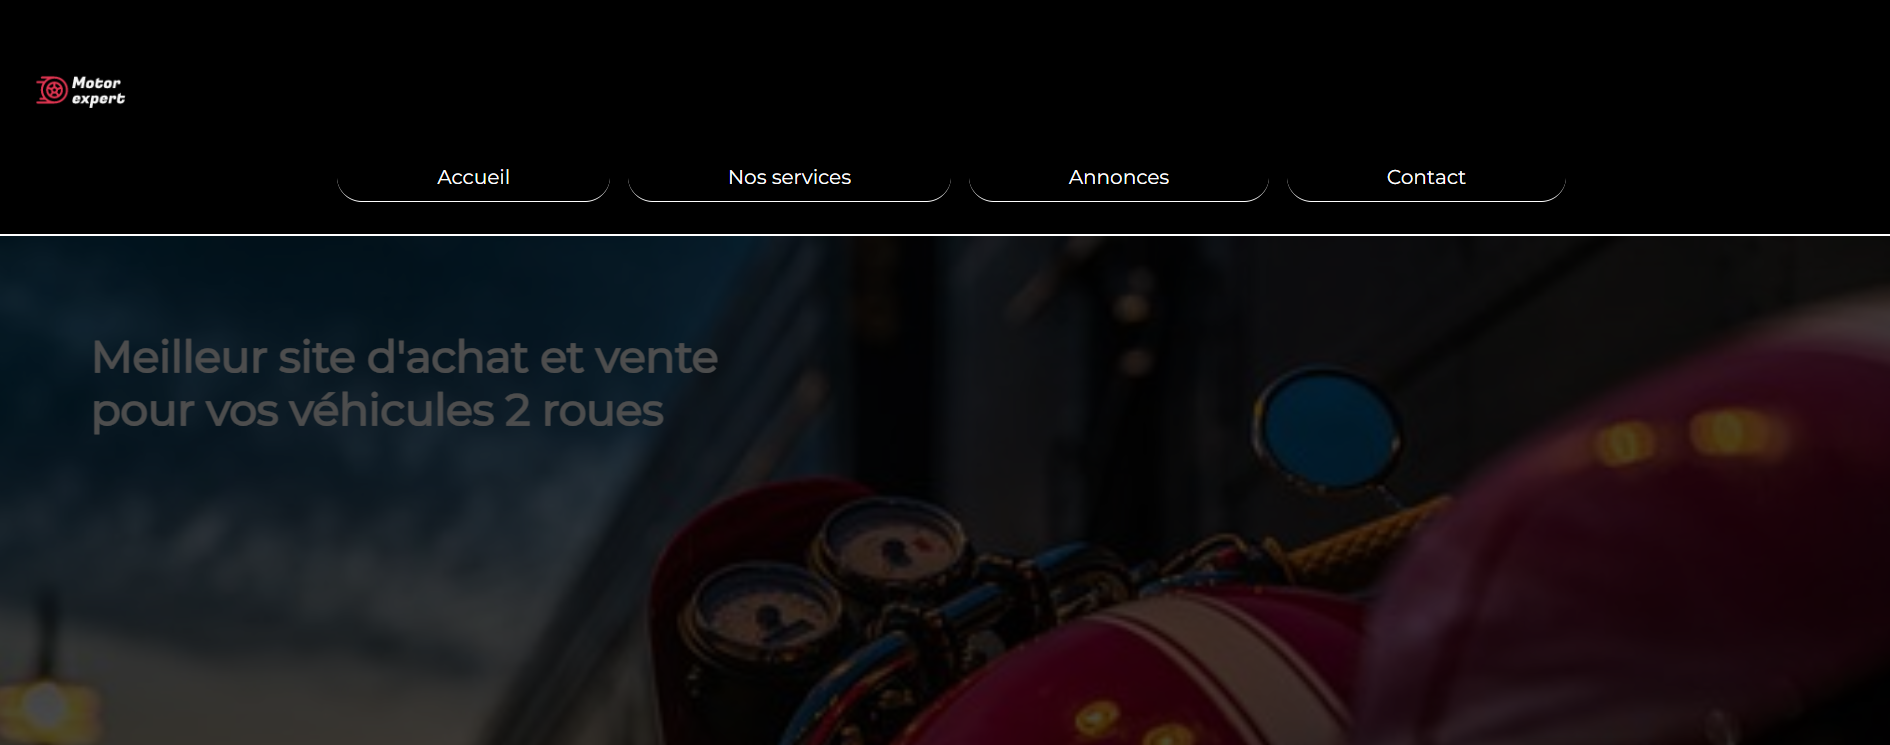 Motor
expert
Accueil Nos services Annonces Contact
Meilleur site d'achat et vente
pour vos véhicules 2 roues